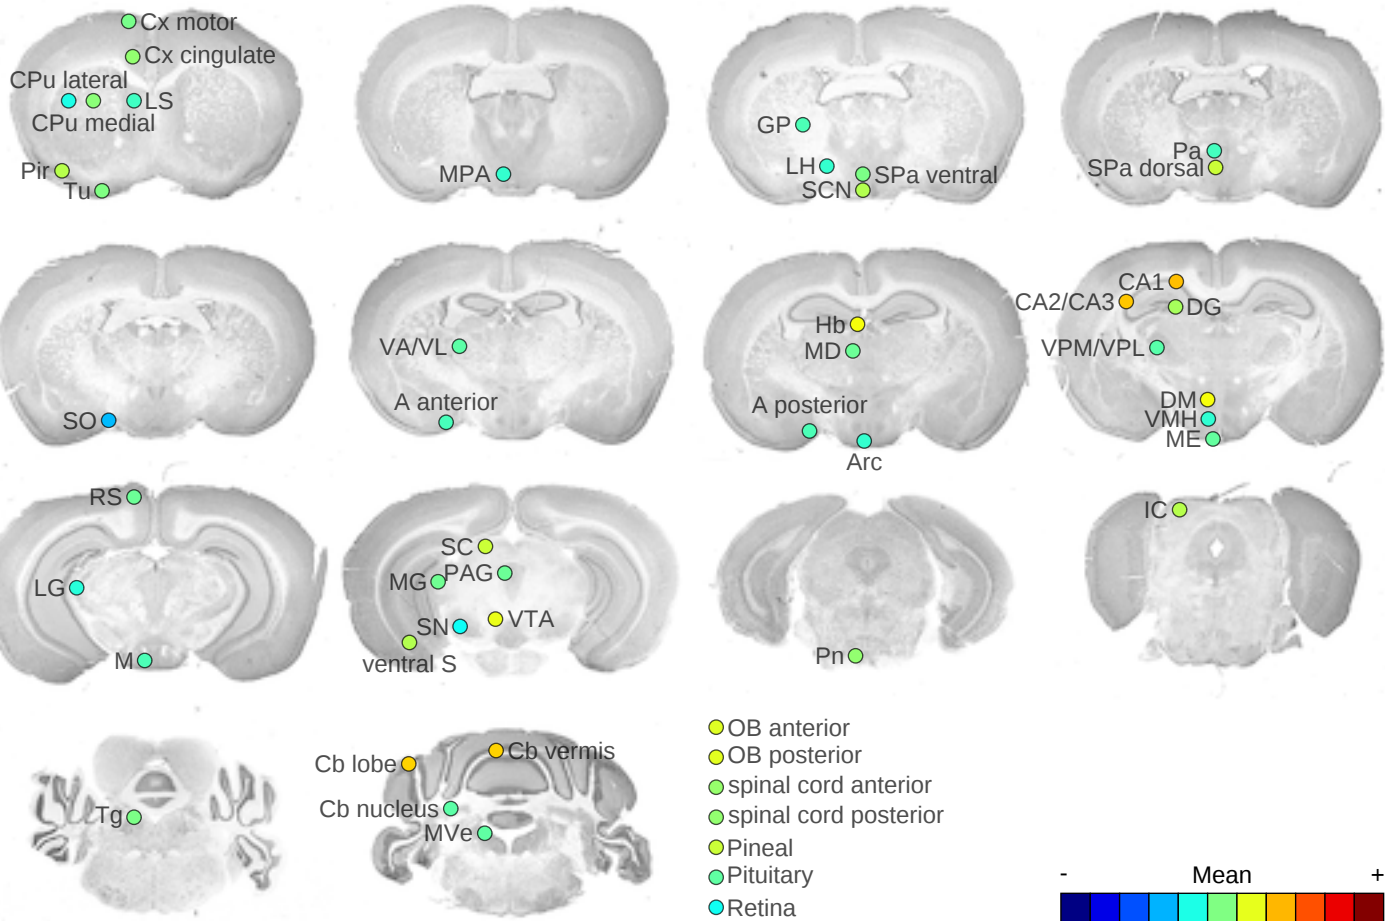 Cx motor
Cx cingulate
CPu lateral
LS
CPu medial
Pir
Tu
MPA
GP
LH
SPa ventral
SCN
Pa
SPa dorsal
SO
VA/VL
A anterior
Hb
MD
A posterior
Arc
CA1
CA2/CA3
DG
VPM/VPL
DM
VMH
ME
RS
LG
M
SC
MG
PAG
SN
VTA
ventral S
Pn
IC
Tg
Cb lobe
Cb vermis
Cb nucleus
MVe
OB anterior
OB posterior
spinal cord anterior
spinal cord posterior
Pineal
Pituitary
Retina
- Mean +